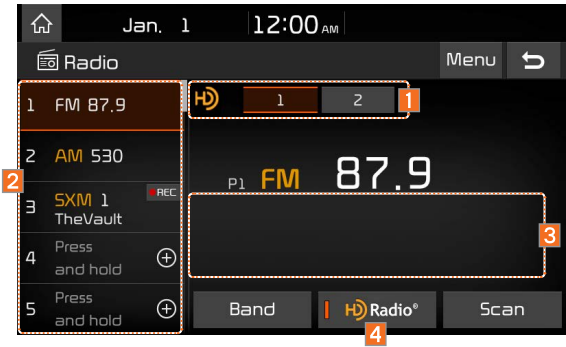 Jan. 1 12:00 AM
Radio Menu
1 FM 87.9
HD 1 2 1
2 AM 530
2
P1 FM 87.9
3 SXM 1 REC
TheVault
3
4 Press
and hold
5 Press
and hold
Band HD Radio® Scan
4